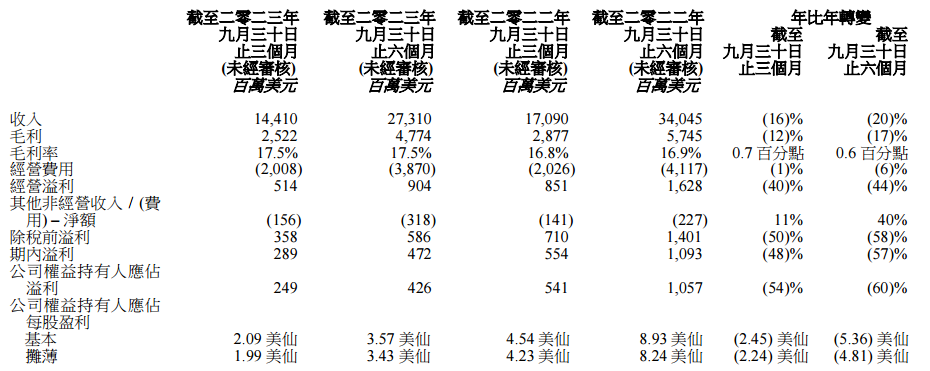 截至二零二三年 截至二零二三年 截至二零二二年 截至二零二二年 年比年轉變
九月三十日 九月三十日 九月三十日 九月三十日 截至 截至
止三個月 止六個月 止三個月 止六個月 九月三十日 九月三十日
(未經審核) (未經審核) (未經審核) (未經審核) 止三個月 止六個月
百萬美元 百萬美元 百萬美元 百萬美元
收入 14,410 27,310 17,090 34,045 (16)% (20)%
毛利 2,522 4,774 2,877 5,745 (12)% (17)%
毛利率 17.5% 17.5% 16.8% 16.9% 0.7 百分點 0.6 百分點
經營費用 (2,008) (3,870) (2,026) (4,117) (1)% (6)%
經營溢利 514 904 851 1,628 (40)% (44)%
其他非經營收入 / (費
用) – 淨額 (156) (318) (141) (227) 11% 40%
除稅前溢利 358 586 710 1,401 (50)% (58)%
期內溢利 289 472 554 1,093 (48)% (57)%
公司權益持有人應佔
溢利 249 426 541 1,057 (54)% (60)%
公司權益持有人應佔
每股盈利
基本 2.09 美仙 3.57 美仙 4.54 美仙 8.93 美仙 (2.45) 美仙 (5.36) 美仙
攤薄 1.99 美仙 3.43 美仙 4.23 美仙 8.24 美仙 (2.24) 美仙 (4.81) 美仙